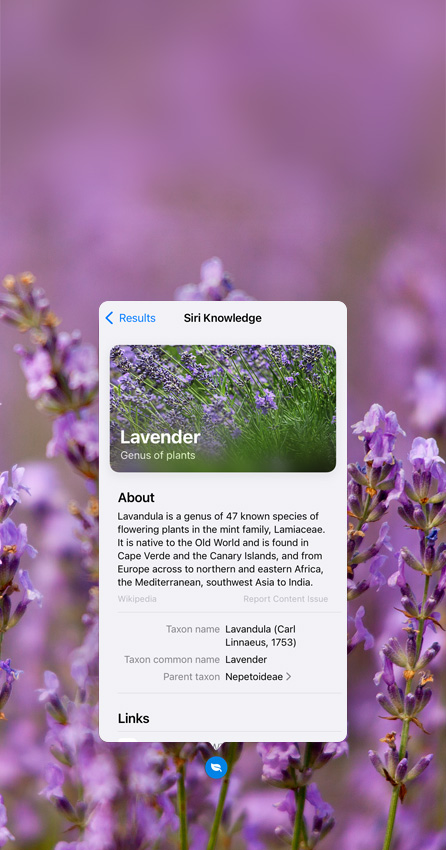 Results
Siri Knowledge
Lavender
Genus of plants
About
Lavandula is a genus of 47 known species of
flowering plants in the mint family, Lamiaceae.
It is native to the Old World and is found in
Cape Verde and the Canary Islands, and from
Europe across to northern and eastern Africa,
the Mediterranean, southwest Asia to India.
Wikipedia Report Content Issue
Taxon name Lavandula (Carl
Linnaeus, 1753)
Taxon common name Lavender
Parent taxon Nepetoideae
Links